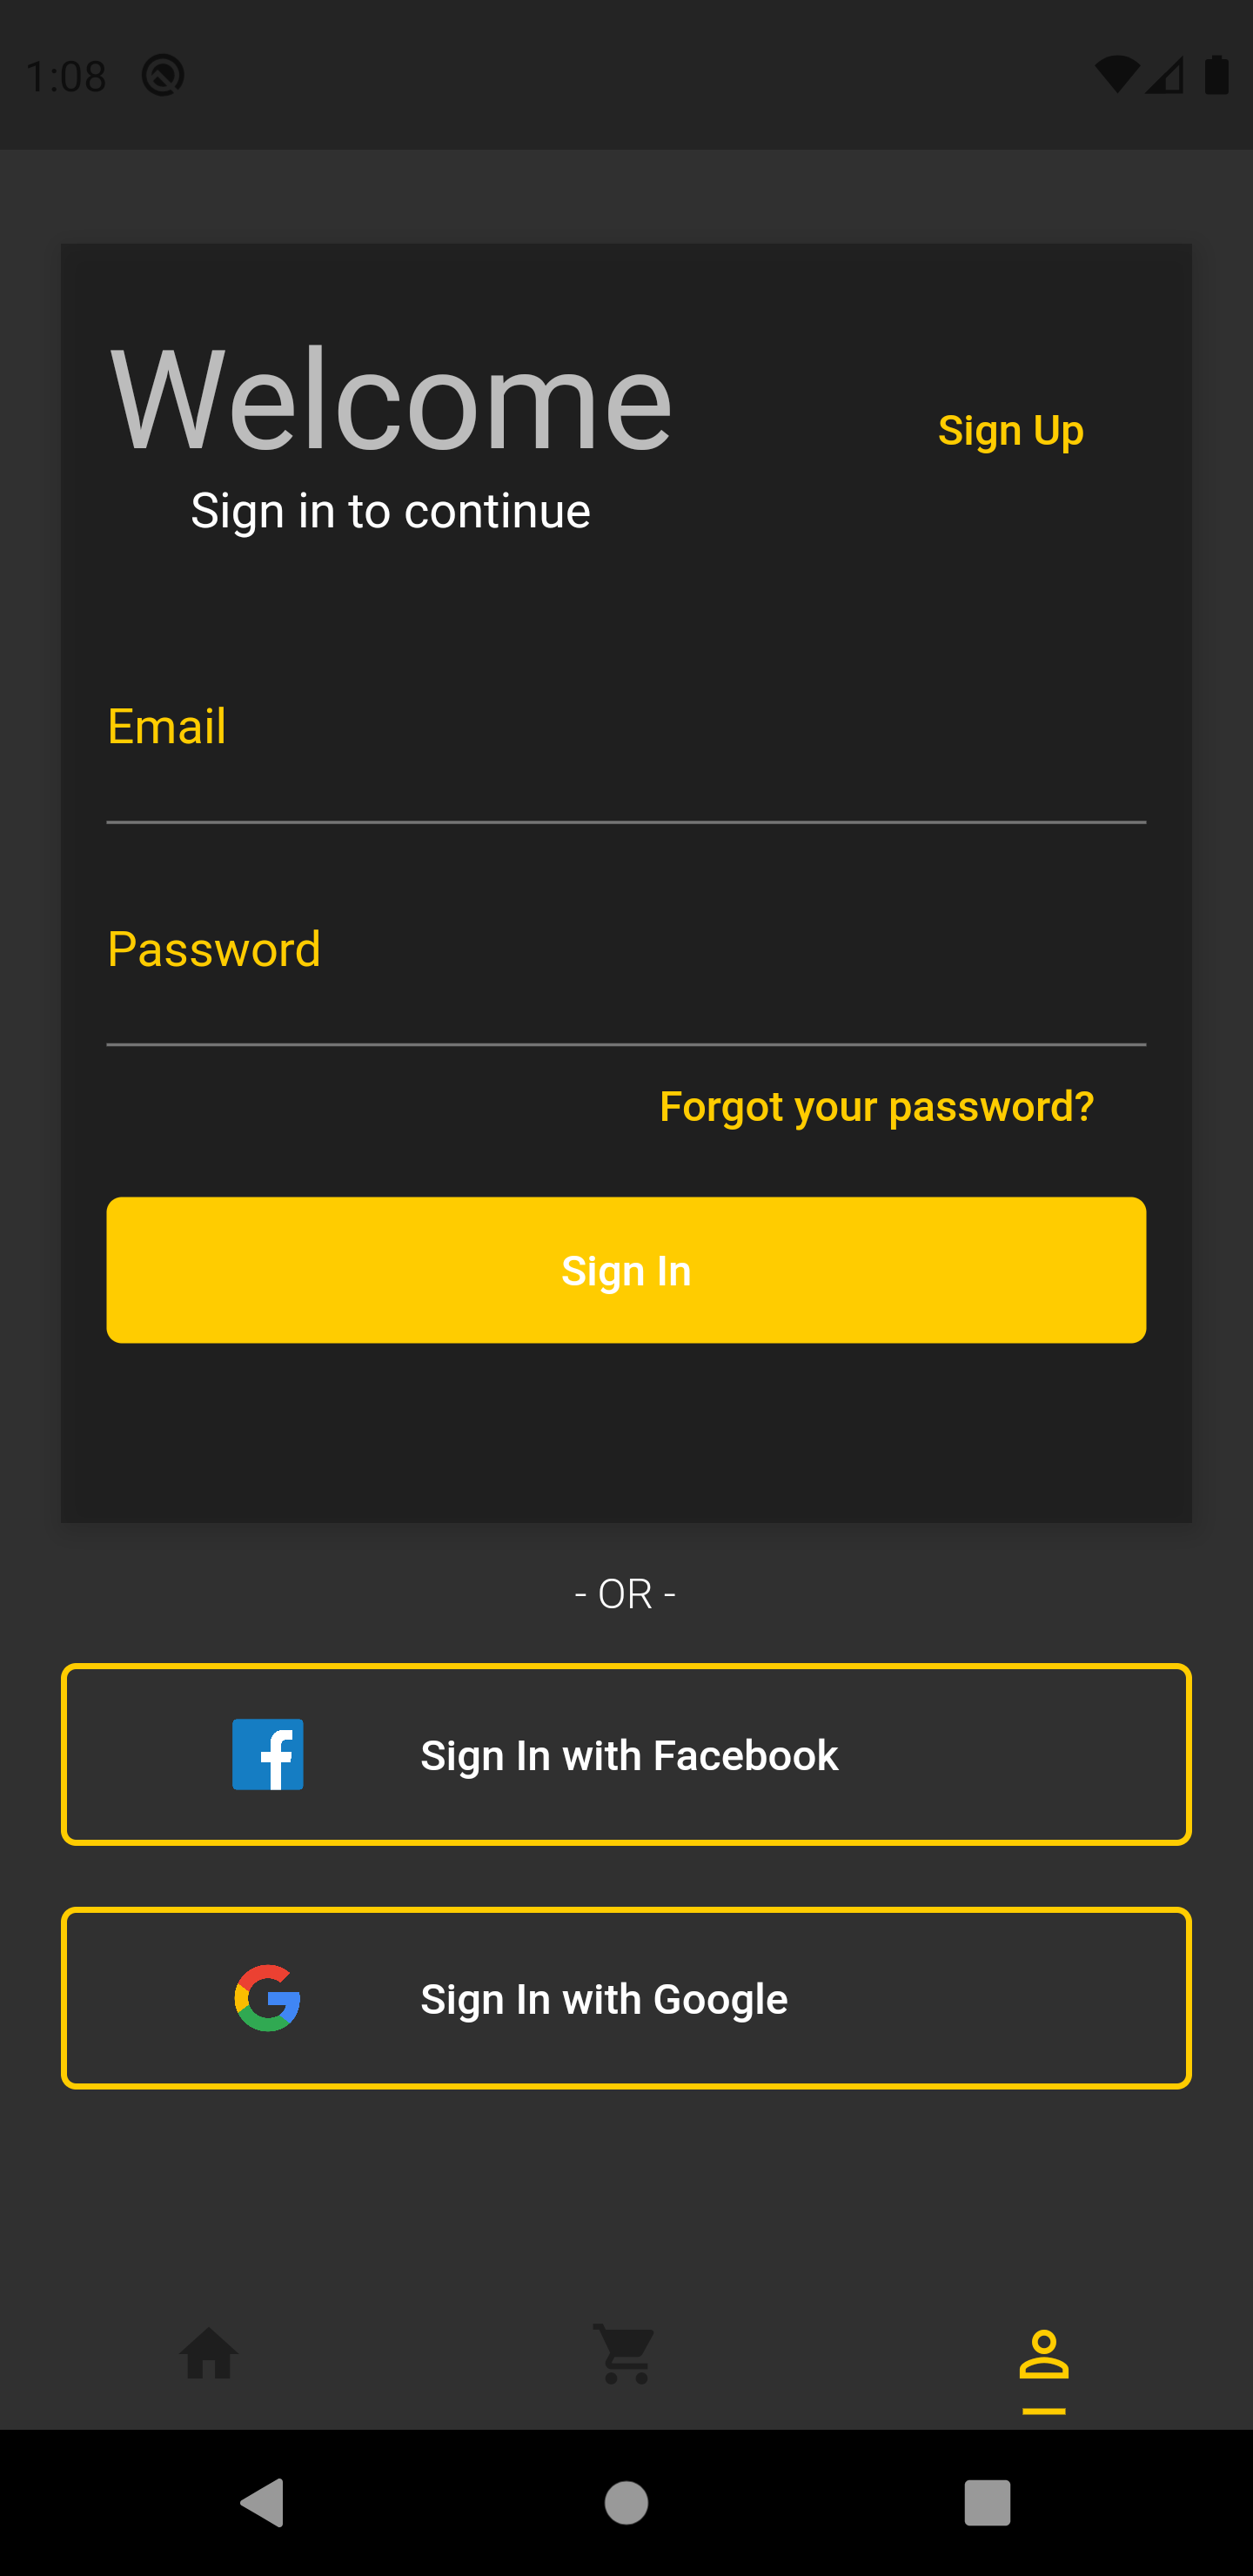 1:08
Welcome
Sign Up
Sign in to continue
Email
Password
Forgot your password?
Sign In
- OR -
Sign In with Facebook
Sign In with Google